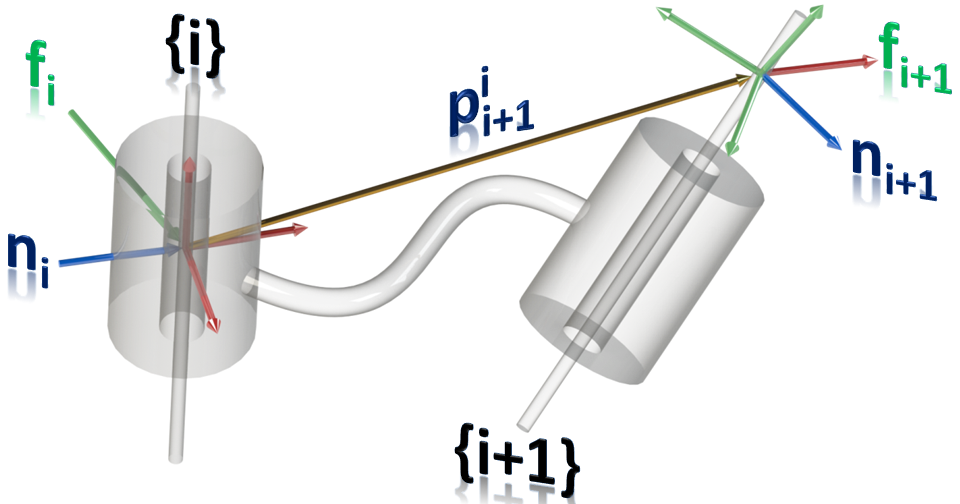 {i}
f_i
f_{i+1}
p^i_{i+1}
n_{i+1}
n_i
{i+1}